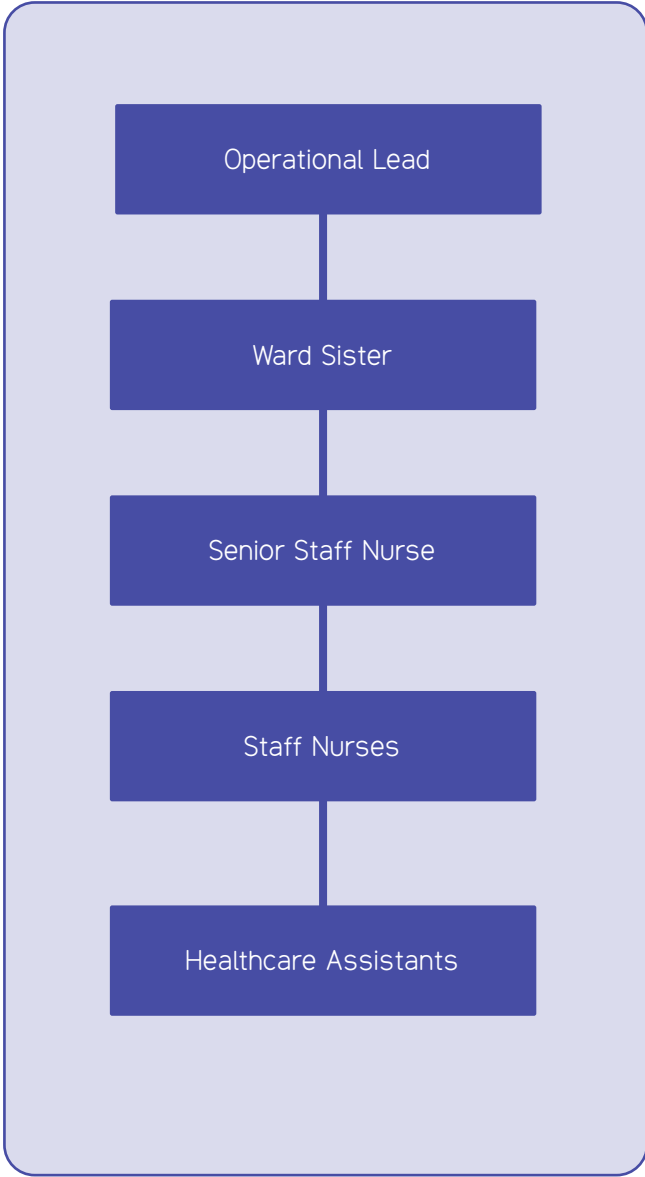 Operational Lead
Ward Sister
Senior Staff Nurse
Staff Nurses
Healthcare Assistants